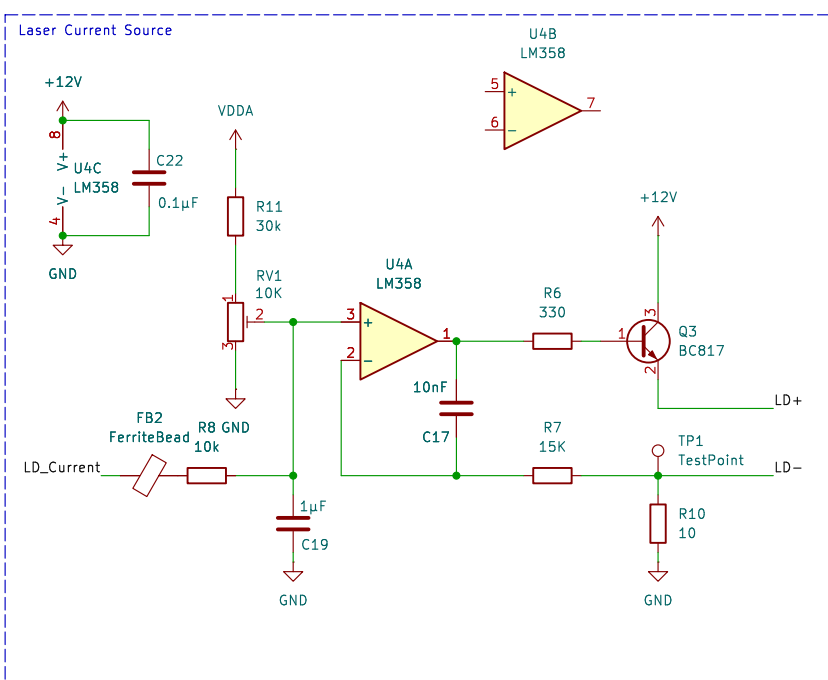 Laser Current Source
U4B
LM358
5
+
7
6
−
+12V
8
V+
U4C
LM358
V−
4
GND
C22
0.1µF
VDDA
R11
30k
RV1
10K
1
2
3
GND
U4A
LM358
3
+
2
−
1
R6
330
+12V
3
1
Q3
BC817
2
LD+
10nF
C17
FB2
FerriteBead
R8
10k
LD_Current
R7
15K
TP1
TestPoint
LD-
1µF
C19
GND
R10
10
GND